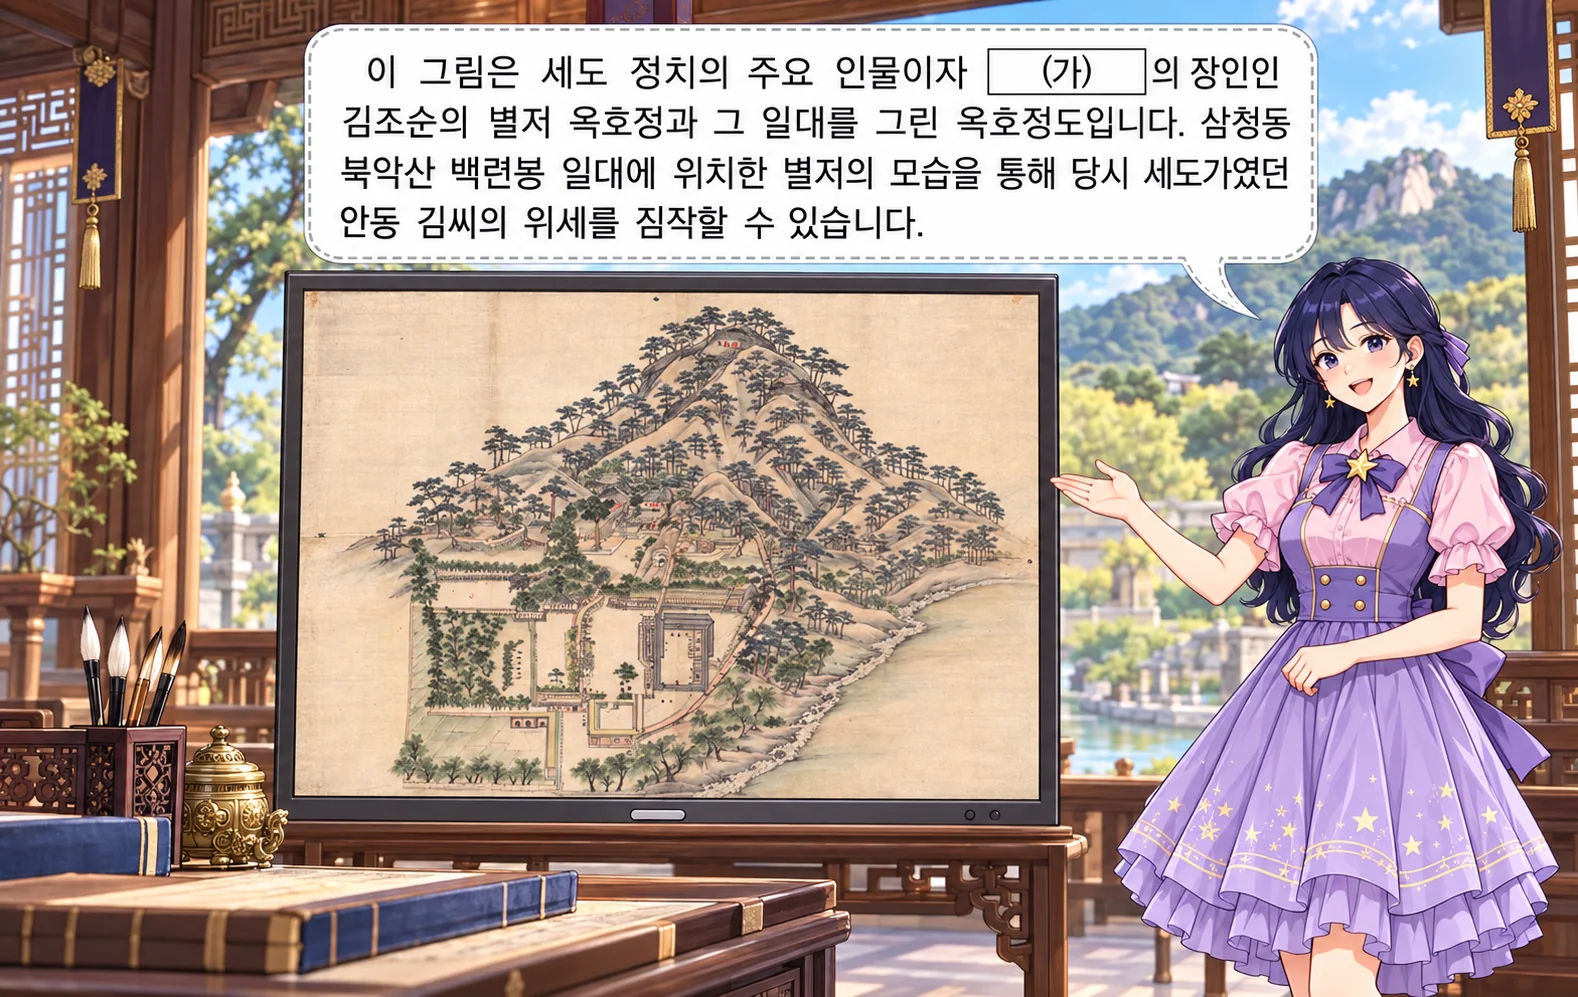 이 그림은 세도 정치의 주요 인물이자 (가) 의 장인인
김조순의 별저 옥호정과 그 일대를 그린 옥호정도입니다. 삼청동
북악산 백련봉 일대에 위치한 별저의 모습을 통해 당시 세도가였던
안동 김씨의 위세를 짐작할 수 있습니다.